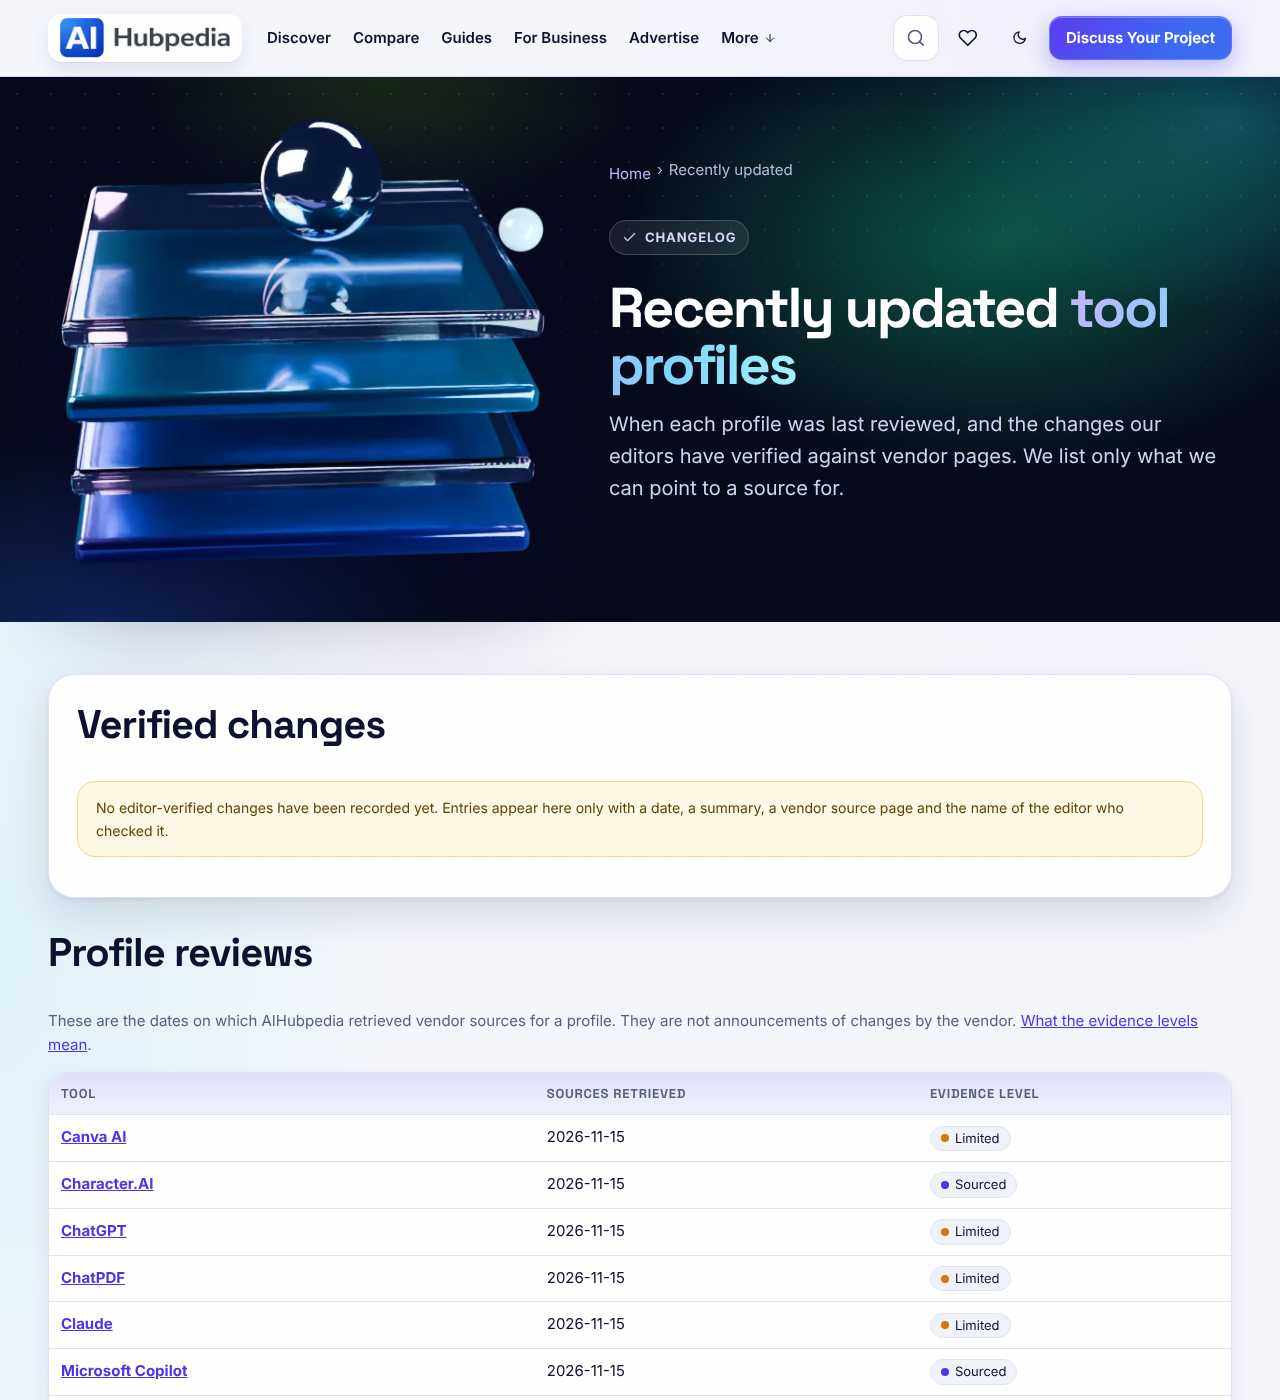 AI Hubpedia
Discover
Compare
Guides
For Business
Advertise
More ↓
Discuss Your Project
Home › Recently updated
CHANGELOG
Recently updated tool
profiles
When each profile was last reviewed, and the changes our
editors have verified against vendor pages. We list only what we
can point to a source for.
Verified changes
No editor-verified changes have been recorded yet. Entries appear here only with a date, a summary, a vendor source page and the name of the editor who
checked it.
Profile reviews
These are the dates on which AIHubpedia retrieved vendor sources for a profile. They are not announcements of changes by the vendor. What the evidence levels
mean.
TOOL SOURCES RETRIEVED EVIDENCE LEVEL
Canva AI 2026-11-15 Limited
Character.AI 2026-11-15 Sourced
ChatGPT 2026-11-15 Limited
ChatPDF 2026-11-15 Limited
Claude 2026-11-15 Limited
Microsoft Copilot 2026-11-15 Sourced